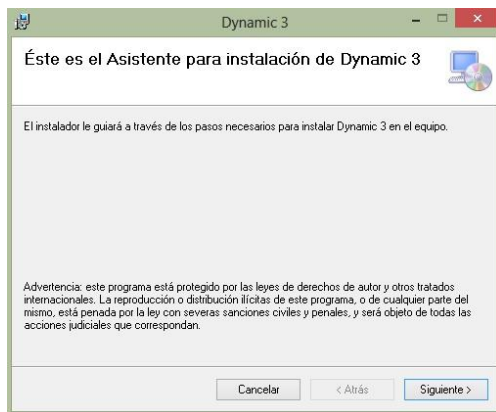 Dynamic 3
Éste es el Asistente para instalación de Dynamic 3
El instalador le guiará a través de los pasos necesarios para instalar Dynamic 3 en el equipo.
Advertencia: este programa está protegido por las leyes de derechos de autor y otros tratados
internacionales. La reproducción o distribución ilícitas de este programa, o de cualquier parte del
mismo, está penada por la ley con severas sanciones civiles y penales, y será objeto de todas las
acciones judiciales que correspondan.
Cancelar < Atrás Siguiente >